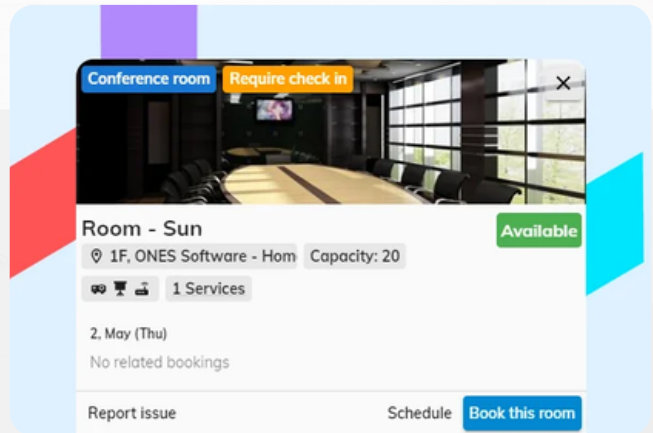 Conference room Require check in
Room - Sun
Available
1F, ONES Software - Hom Capacity: 20
1 Services
2, May (Thu)
No related bookings
Report issue Schedule Book this room